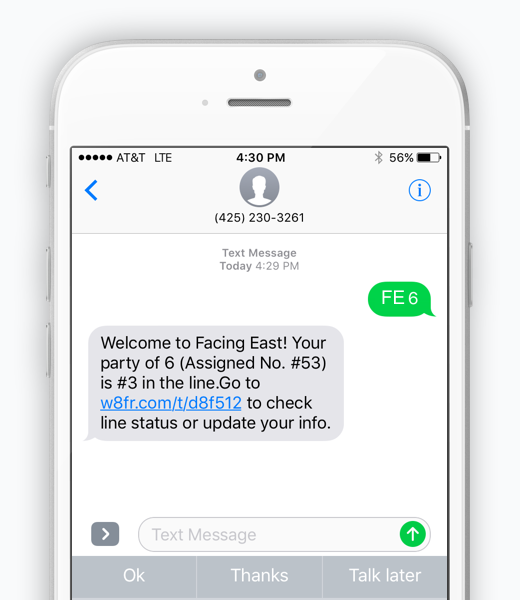 AT&T LTE 4:30 PM 56%
(425) 230-3261
Text Message
Today 4:29 PM
FE 6
Welcome to Facing East! Your
party of 6 (Assigned No. #53)
is #3 in the line.Go to
w8fr.com/t/d8f512 to check
line status or update your info.
Text Message
Ok Thanks Talk later